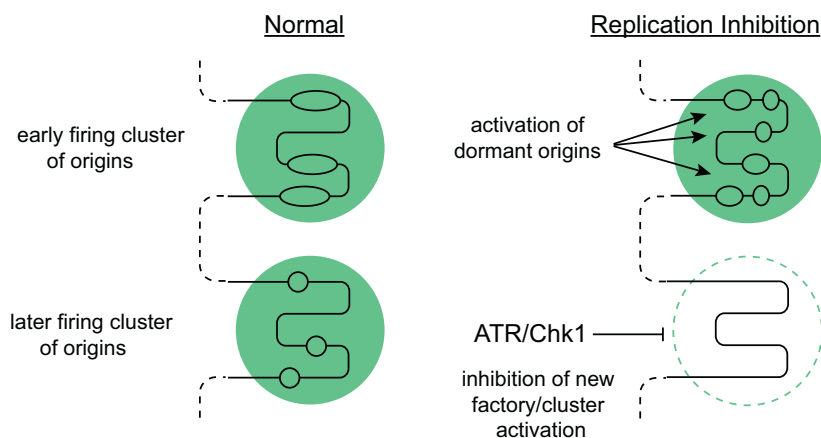 Normal
Replication Inhibition
early firing cluster
of origins
activation of
dormant origins
later firing cluster
of origins
ATR/Chk1
inhibition of new
factory/cluster
activation